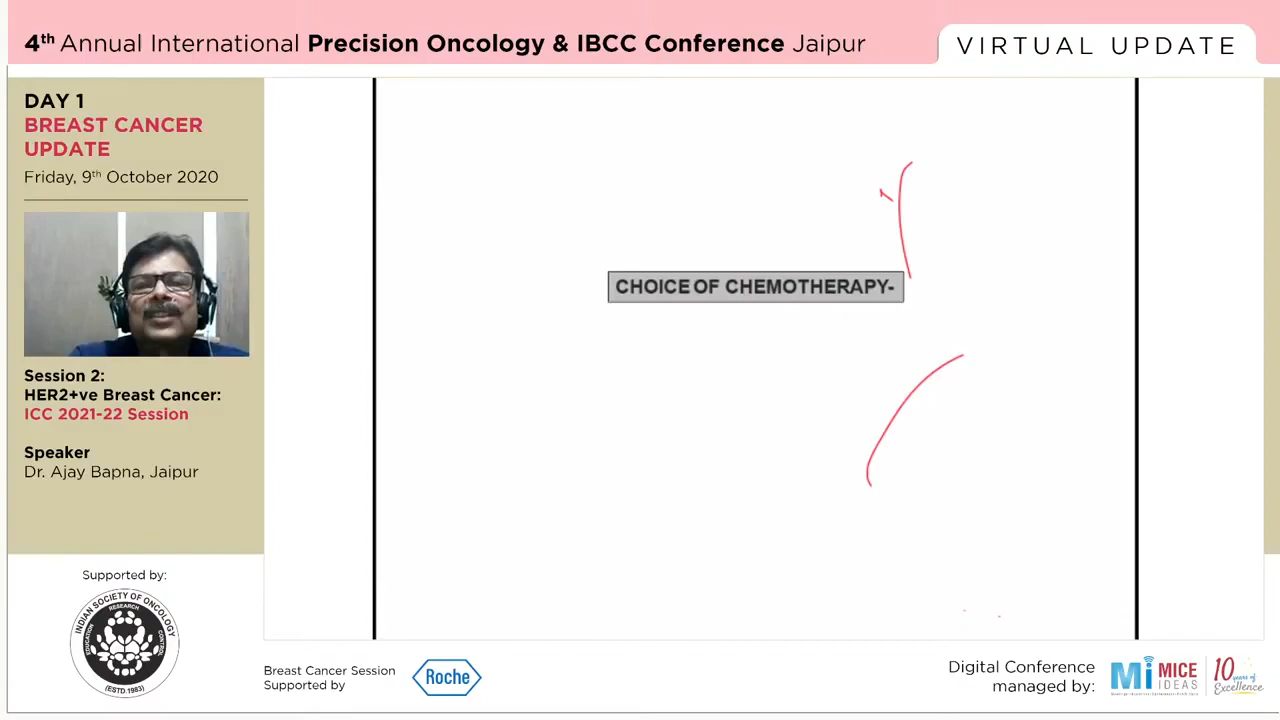 4th Annual International Precision Oncology & IBCC Conference Jaipur
VIRTUAL UPDATE
DAY 1
BREAST CANCER
UPDATE
Friday, 9th October 2020
Session 2:
HER2+ve Breast Cancer:
ICC 2021-22 Session
Speaker
Dr. Ajay Bapna, Jaipur
CHOICE OF CHEMOTHERAPY-
Supported by:
INDIAN SOCIETY OF ONCOLOGY
RESEARCH
EDUCATION
CONTROL
(ESTD.1983)
Breast Cancer Session
Supported by
Roche
Digital Conference
managed by:
Mi MICE
IDEAS
10 years of
Excellence